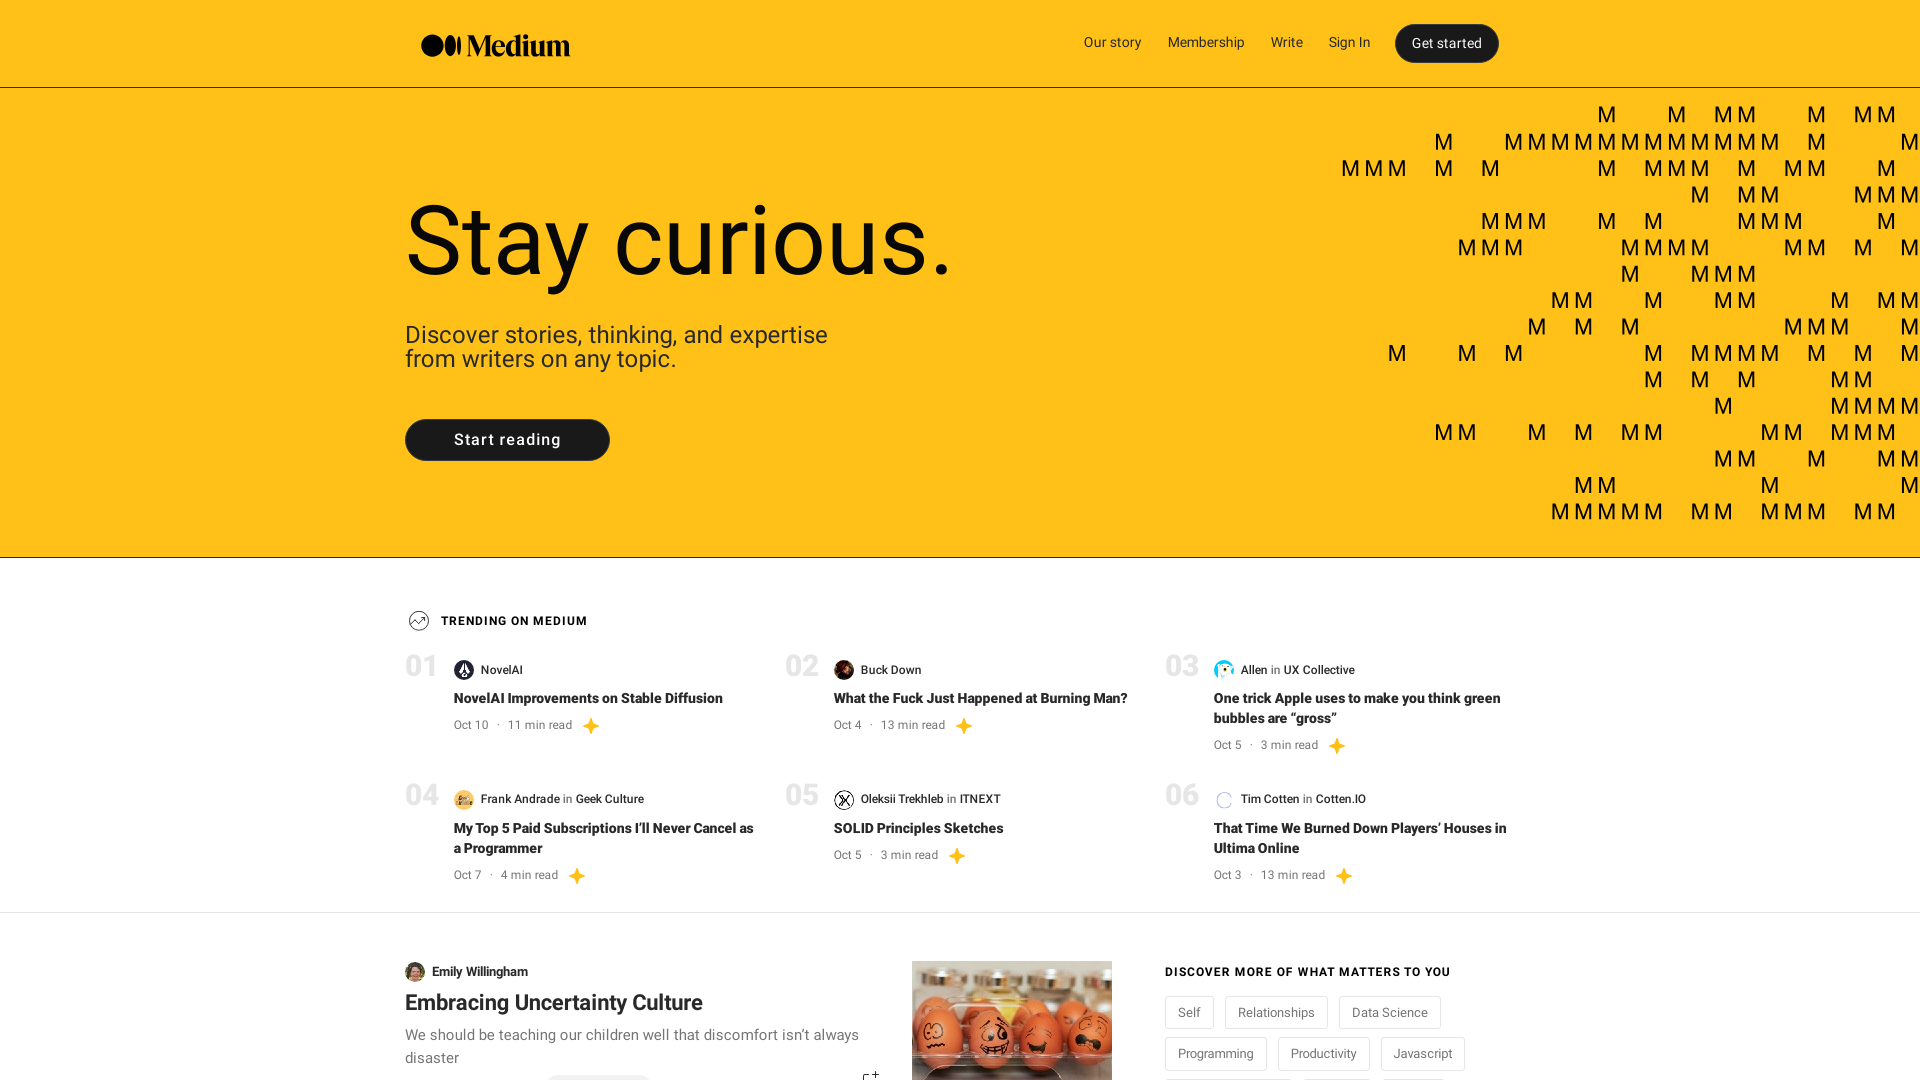 Medium
Our story
Membership
Write
Sign In
Get started
M M M M M M M
M M M M M M M M M M M M M M M
M M M M M M M M M M M M M
M M M M M M
M M M M M M M M M
M M M M M M M M M M M
M M M M
M M M M M M M M
M M M M M M M
M M M M M M M M M M M
M M M M M
M M M M M
M M M M M M M M M M M
M M M M M
M M M M
M M M M M M M M M M M M
Stay curious.
Discover stories, thinking, and expertise
from writers on any topic.
Start reading
TRENDING ON MEDIUM
01
NovelAI
NovelAI Improvements on Stable Diffusion
Oct 10 · 11 min read
02
Buck Down
What the Fuck Just Happened at Burning Man?
Oct 4 · 13 min read
03
Allen in UX Collective
One trick Apple uses to make you think green
bubbles are “gross”
Oct 5 · 3 min read
04
Frank Andrade in Geek Culture
My Top 5 Paid Subscriptions I’ll Never Cancel as
a Programmer
Oct 7 · 4 min read
05
Oleksii Trekhleb in ITNEXT
SOLID Principles Sketches
Oct 5 · 3 min read
06
Tim Cotten in Cotten.IO
That Time We Burned Down Players’ Houses in
Ultima Online
Oct 3 · 13 min read
Emily Willingham
Embracing Uncertainty Culture
We should be teaching our children well that discomfort isn’t always
disaster
DISCOVER MORE OF WHAT MATTERS TO YOU
Self
Relationships
Data Science
Programming
Productivity
Javascript